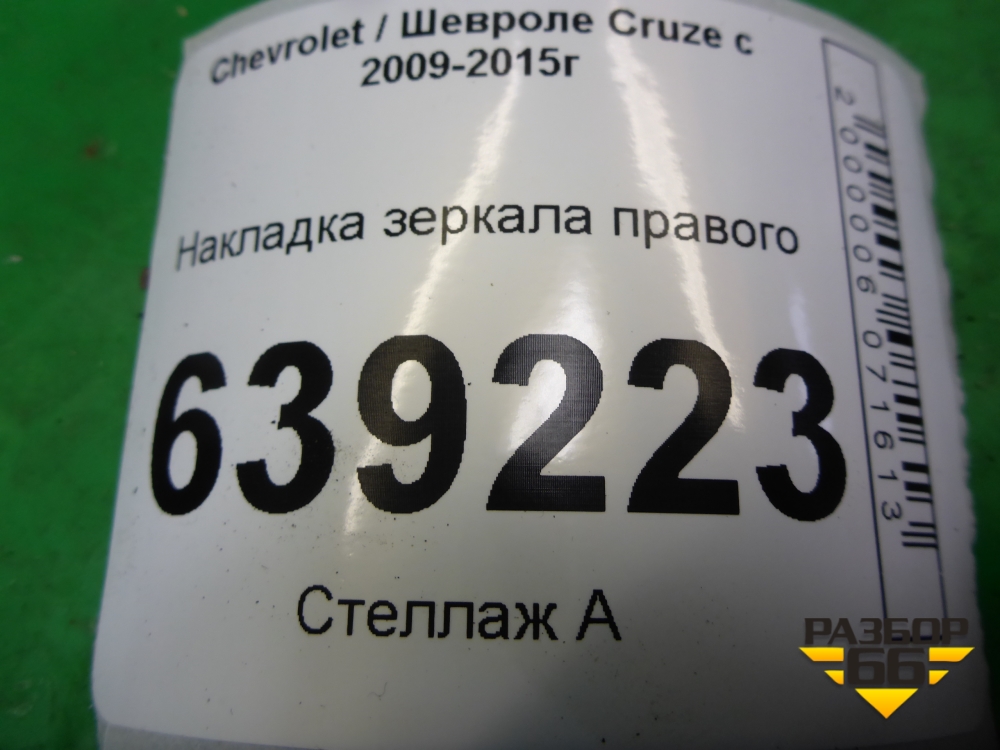 Chevrolet / Шевроле Cruze с
2009-2015г
Накладка зеркала правого
639223
Стеллаж А
2000006071613
РАЗБОР
66